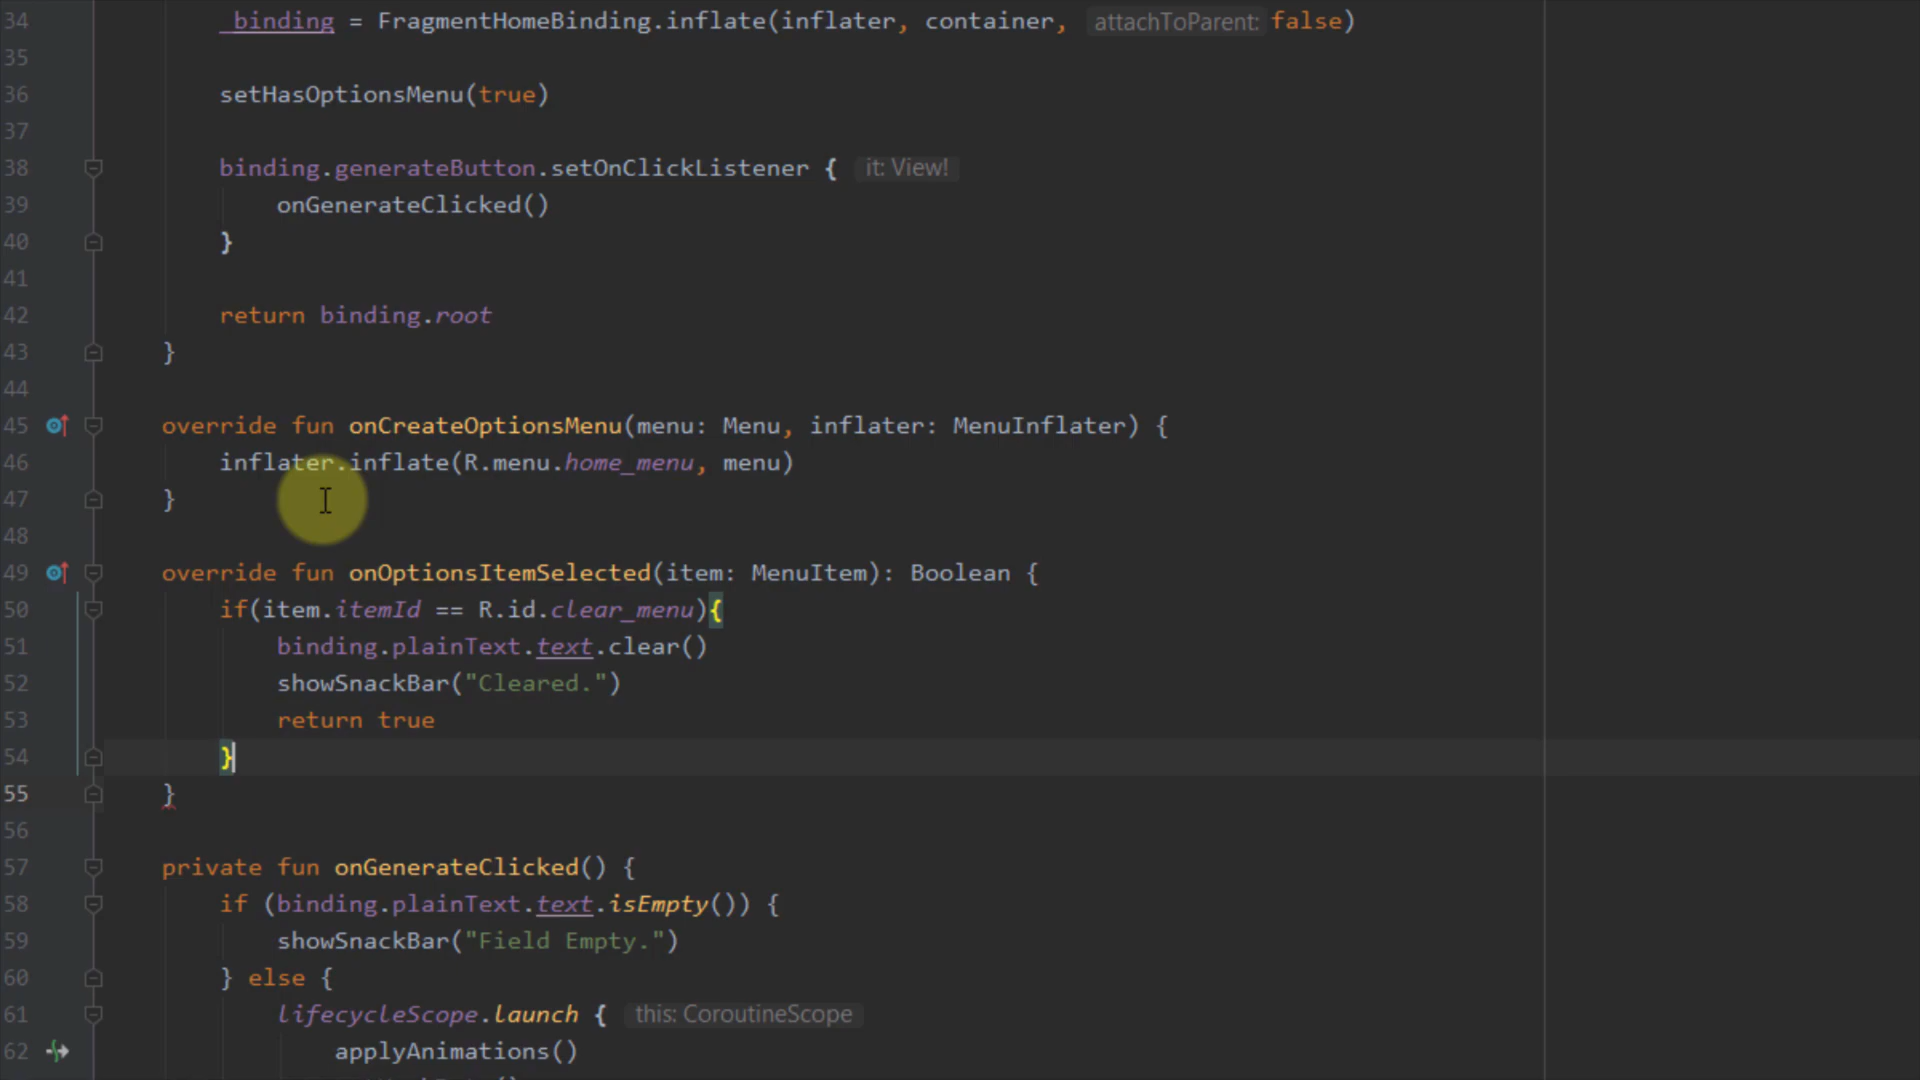 34 _binding = FragmentHomeBinding.inflate(inflater, container, attachToParent: false)
35
36 setHasOptionsMenu(true)
37
38 binding.generateButton.setOnClickListener { it: View!
39 onGenerateClicked()
40 }
41
42 return binding.root
43 }
44
45 override fun onCreateOptionsMenu(menu: Menu, inflater: MenuInflater) {
46 inflater.inflate(R.menu.home_menu, menu)
47 }
48
49 override fun onOptionsItemSelected(item: MenuItem): Boolean {
50 if(item.itemId == R.id.clear_menu){
51 binding.plainText.text.clear()
52 showSnackBar("Cleared.")
53 return true
54 }
55 }
56
57 private fun onGenerateClicked() {
58 if (binding.plainText.text.isEmpty()) {
59 showSnackBar("Field Empty.")
60 } else {
61 lifecycleScope.launch { this: CoroutineScope
62 applyAnimations()